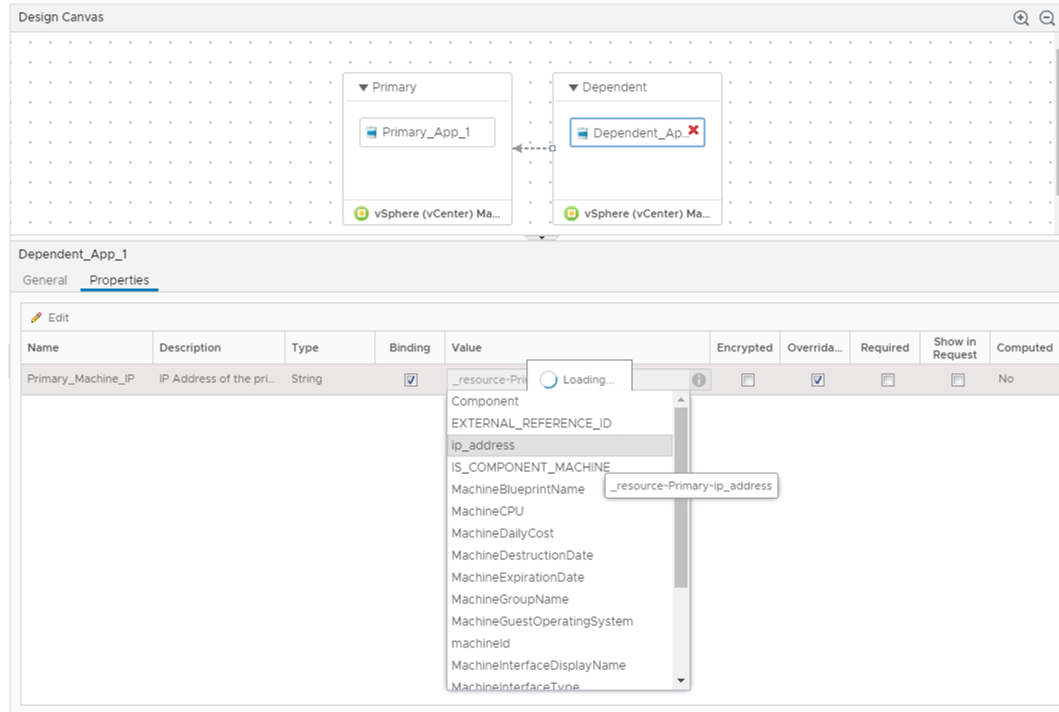 Design Canvas
Primary
Dependent
Primary_App_1
Dependent_Ap...
vSphere (vCenter) Ma...
vSphere (vCenter) Ma...
Dependent_App_1
General
Properties
Edit
Name
Description
Type
Binding
Value
Encrypted
Overrida...
Required
Show in
Request
Computed
Primary_Machine_IP
IP Address of the pri...
String
_resource-Pri
Loading...
No
Component
EXTERNAL_REFERENCE_ID
ip_address
IS_COMPONENT_MACHINE
_resource-Primary-ip_address
MachineBlueprintName
MachineCPU
MachineDailyCost
MachineDestructionDate
MachineExpirationDate
MachineGroupName
MachineGuestOperatingSystem
machineId
MachineInterfaceDisplayName
MachineInterfaceType